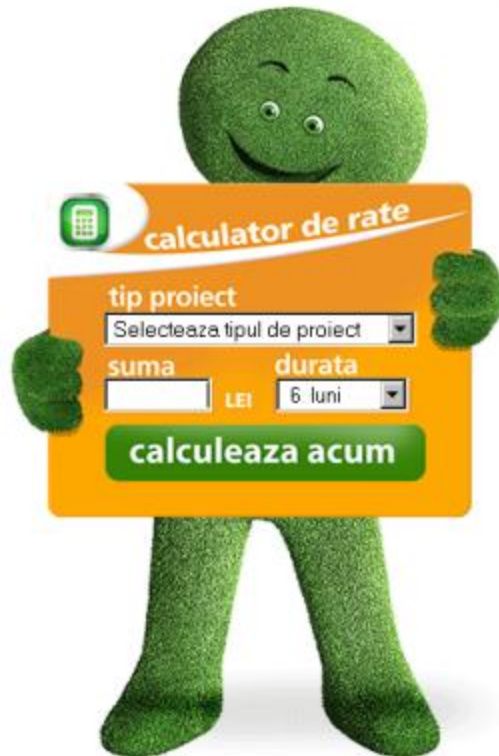 calculator de rate
tip proiect
Selecteaza tipul de proiect
suma durata
LEI 6 luni
calculeaza acum